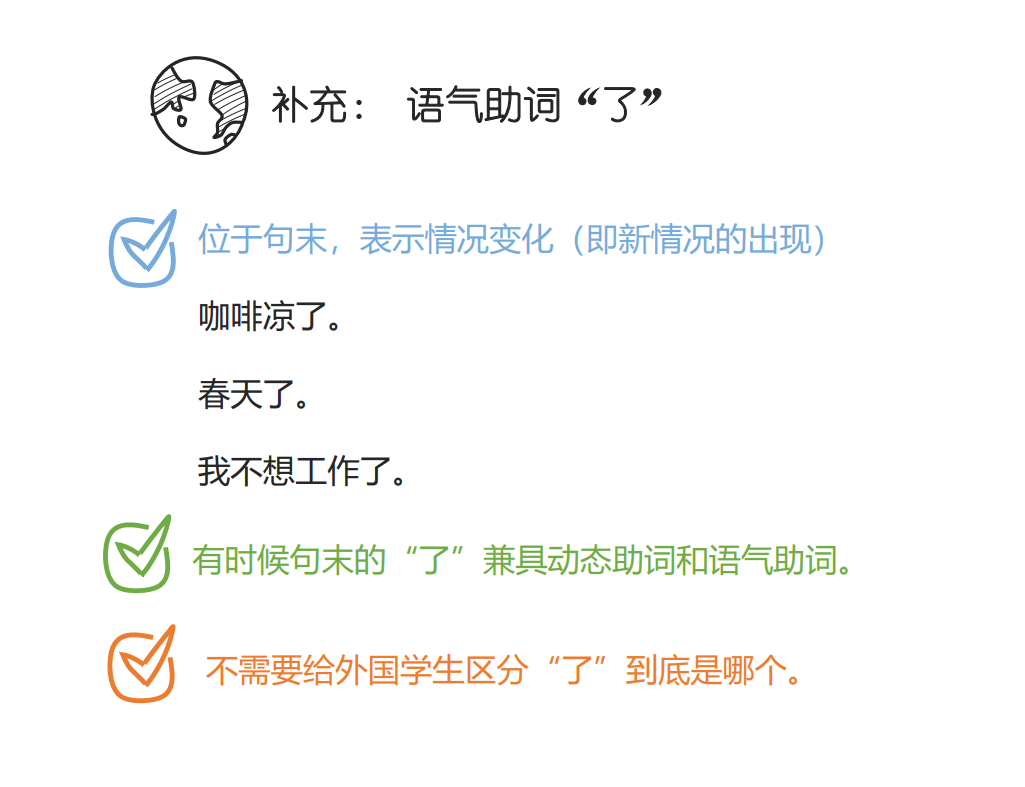 补充： 语气助词“了”
位于句末，表示情况变化（即新情况的出现）
咖啡凉了。
春天了。
我不想工作了。
有时候句末的“了”兼具动态助词和语气助词。
不需要给外国学生区分“了”到底是哪个。